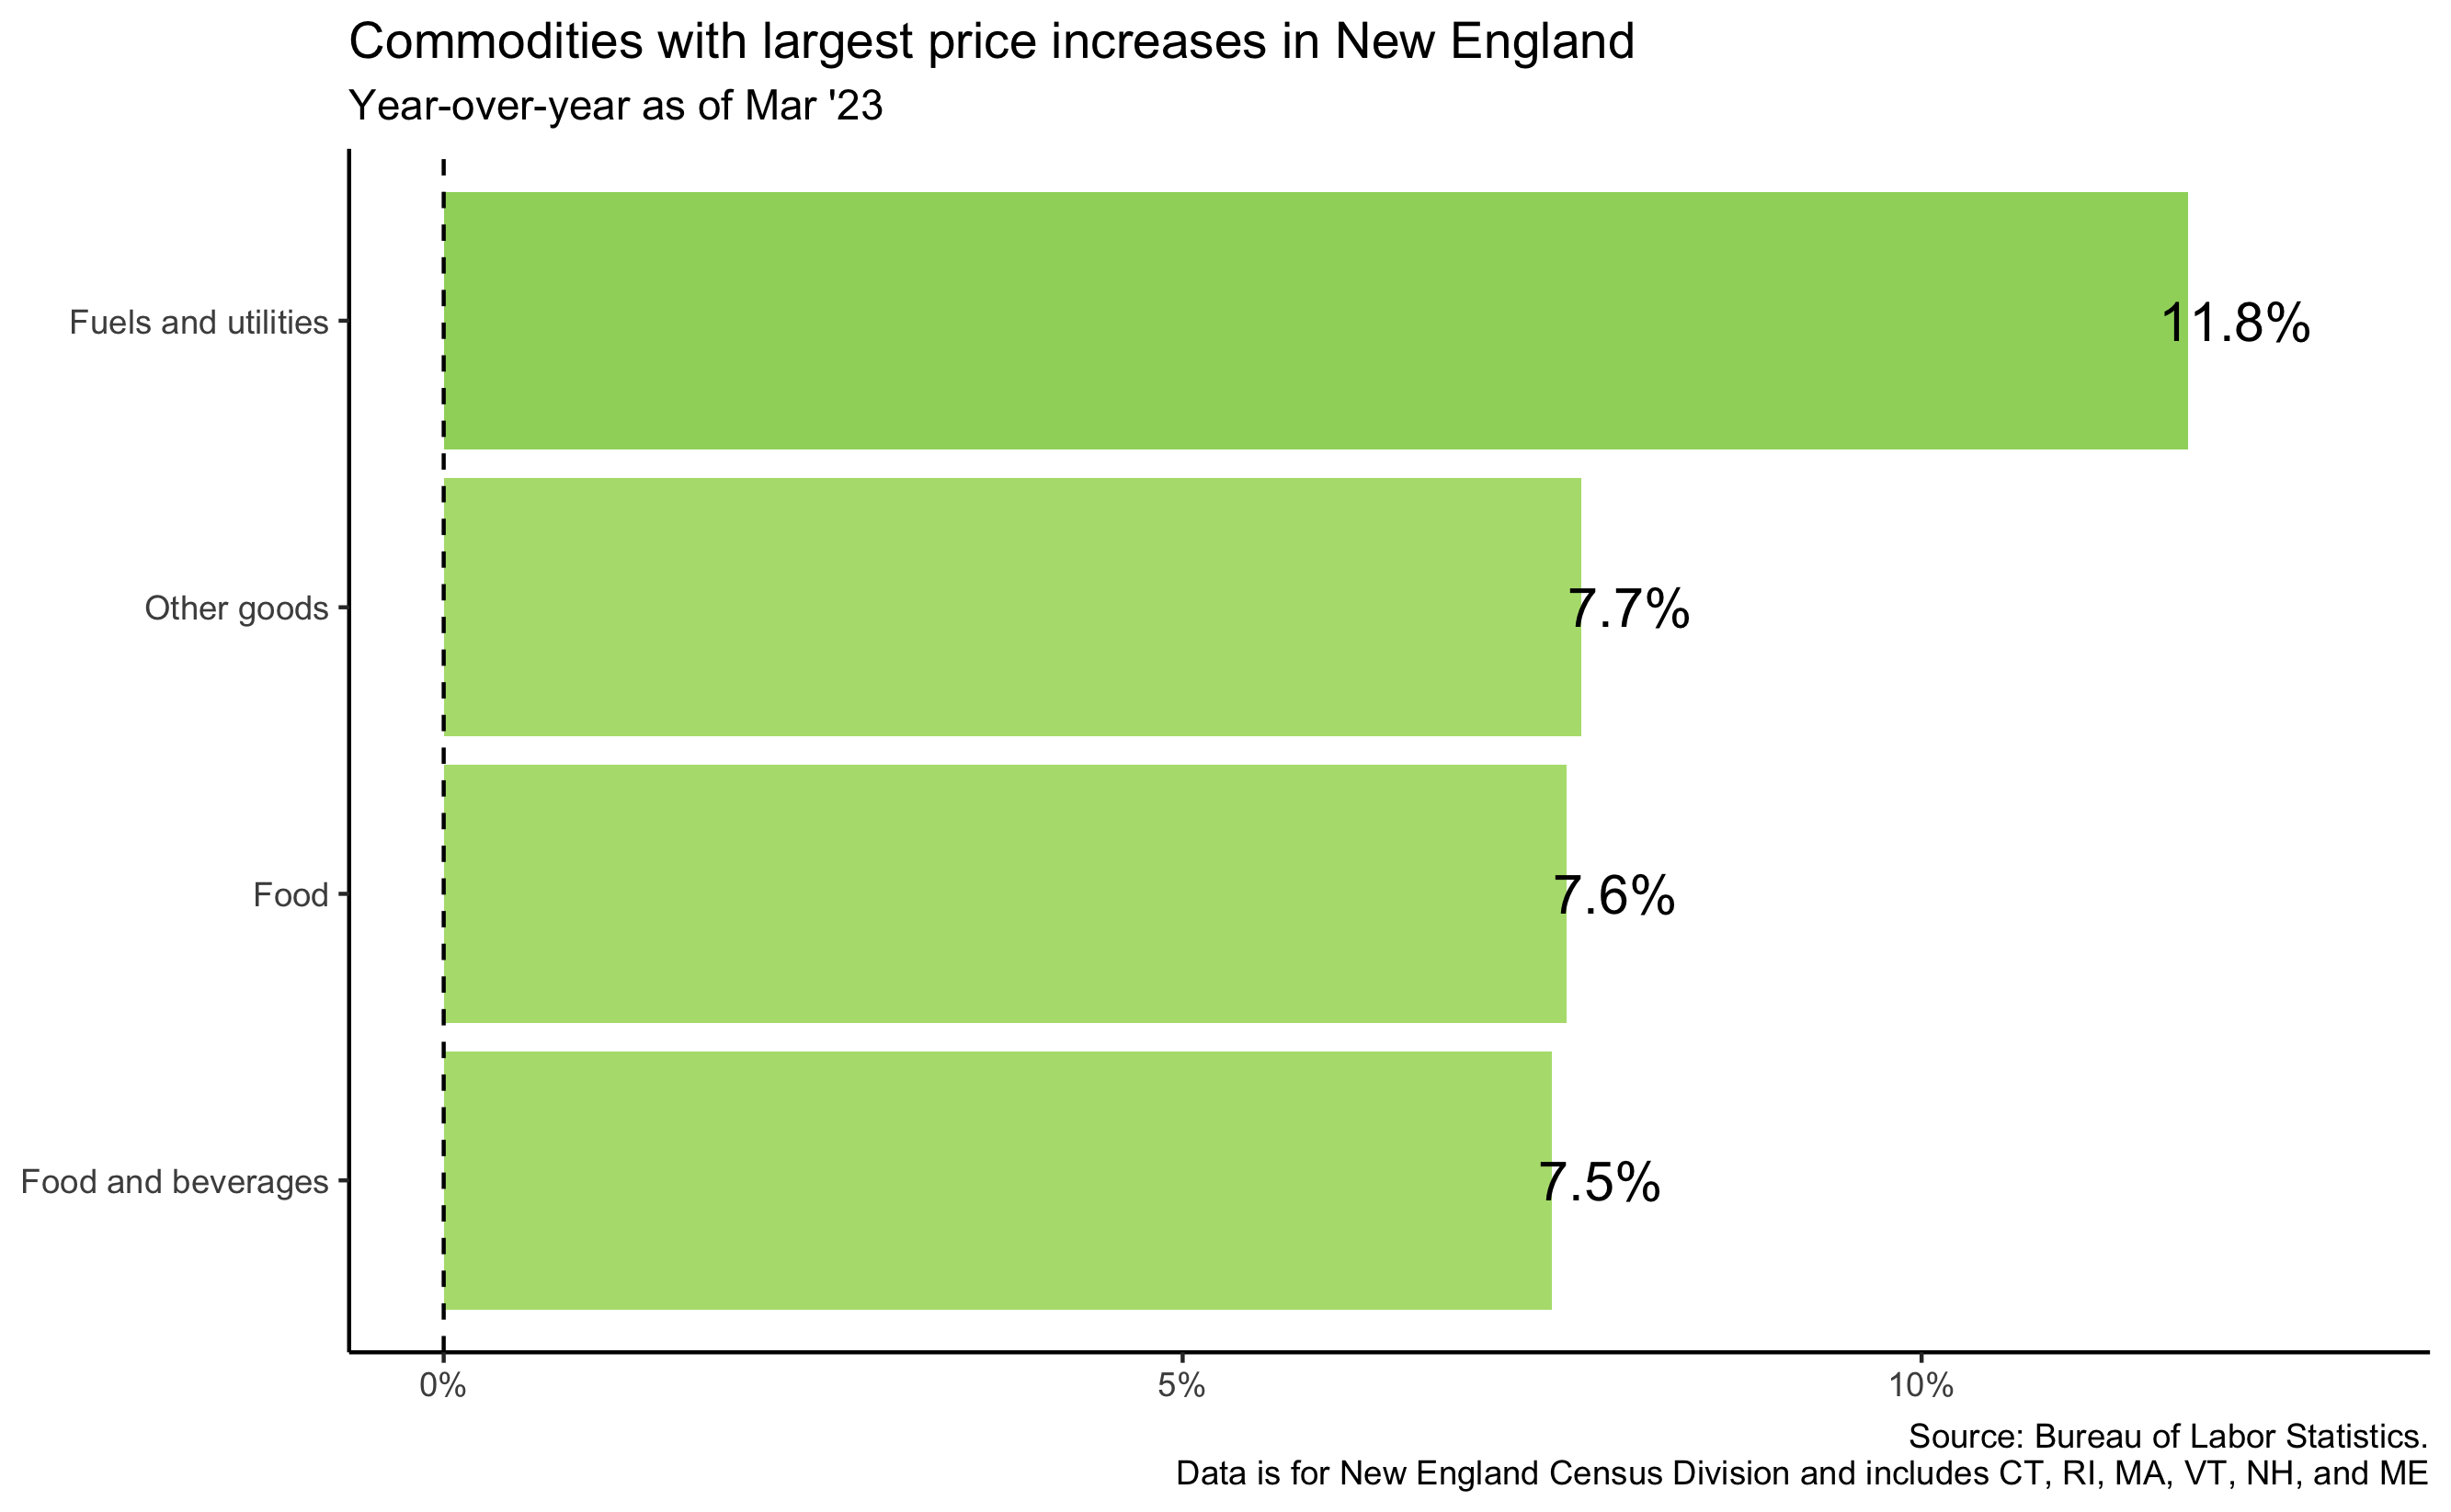 Commodities with largest price increases in New England
Year-over-year as of Mar '23
Fuels and utilities
11.8%
Other goods
7.7%
Food
7.6%
Food and beverages
7.5%
0%
5%
10%
Source: Bureau of Labor Statistics.
Data is for New England Census Division and includes CT, RI, MA, VT, NH, and ME